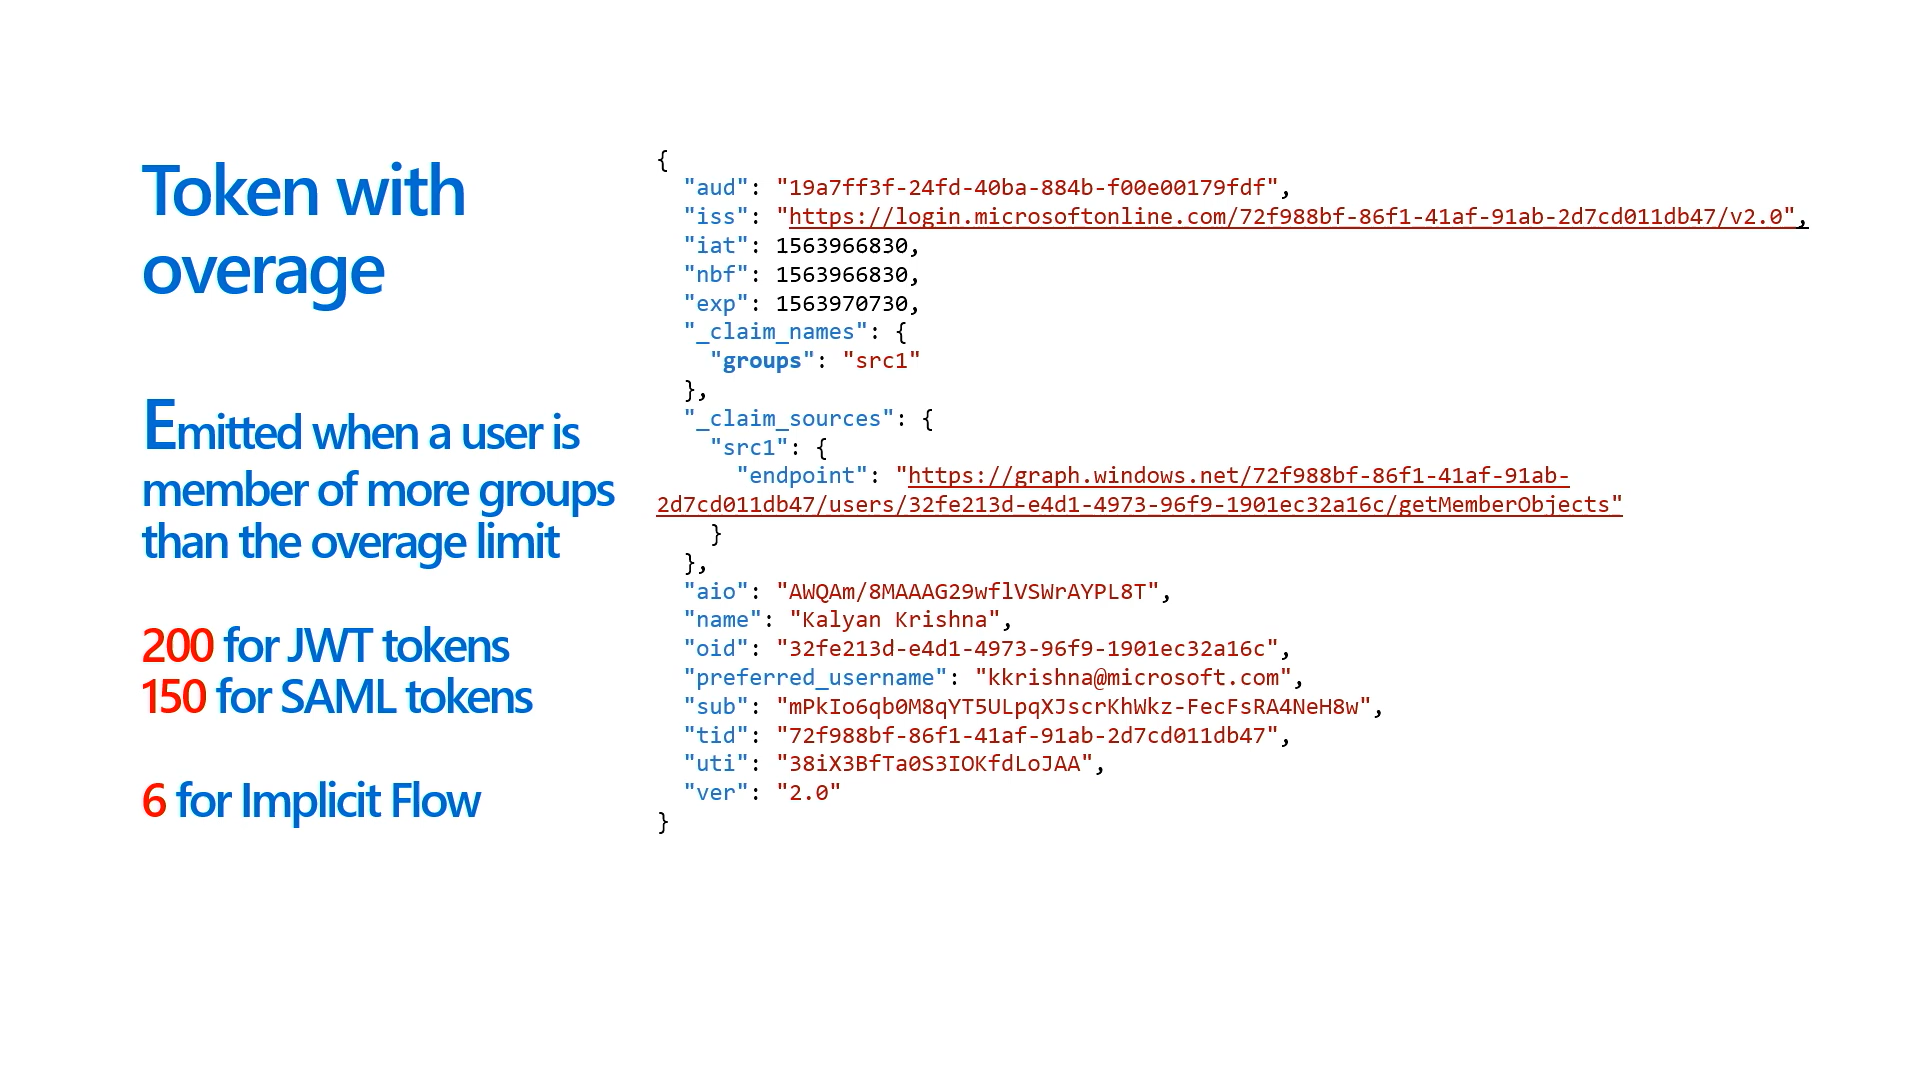 Token with
overage
Emitted when a user is
member of more groups
than the overage limit
200 for JWT tokens
150 for SAML tokens
6 for Implicit Flow
{
  "aud": "19a7ff3f-24fd-40ba-884b-f00e00179fdf",
  "iss": "https://login.microsoftonline.com/72f988bf-86f1-41af-91ab-2d7cd011db47/v2.0",
  "iat": 1563966830,
  "nbf": 1563966830,
  "exp": 1563970730,
  "_claim_names": {
    "groups": "src1"
  },
  "_claim_sources": {
    "src1": {
      "endpoint": "https://graph.windows.net/72f988bf-86f1-41af-91ab-
2d7cd011db47/users/32fe213d-e4d1-4973-96f9-1901ec32a16c/getMemberObjects"
    }
  },
  "aio": "AWQAm/8MAAAG29wflVSWrAYPL8T",
  "name": "Kalyan Krishna",
  "oid": "32fe213d-e4d1-4973-96f9-1901ec32a16c",
  "preferred_username": "kkrishna@microsoft.com",
  "sub": "mPkIo6qb0M8qYT5ULpqXJscrKhWkz-FecFsRA4NeH8w",
  "tid": "72f988bf-86f1-41af-91ab-2d7cd011db47",
  "uti": "38iX3BfTa0S3IOKfdLoJAA",
  "ver": "2.0"
}